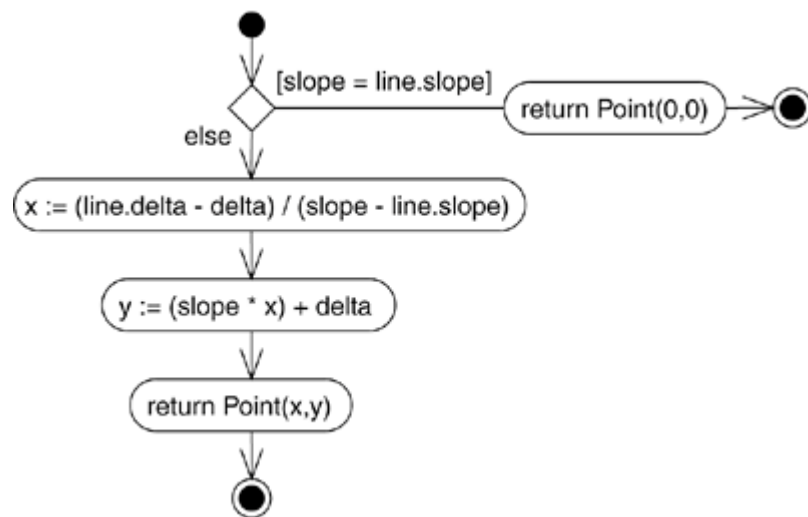 [slope = line.slope]
return Point(0,0)
else
x := (line.delta - delta) / (slope - line.slope)
y := (slope * x) + delta
return Point(x,y)